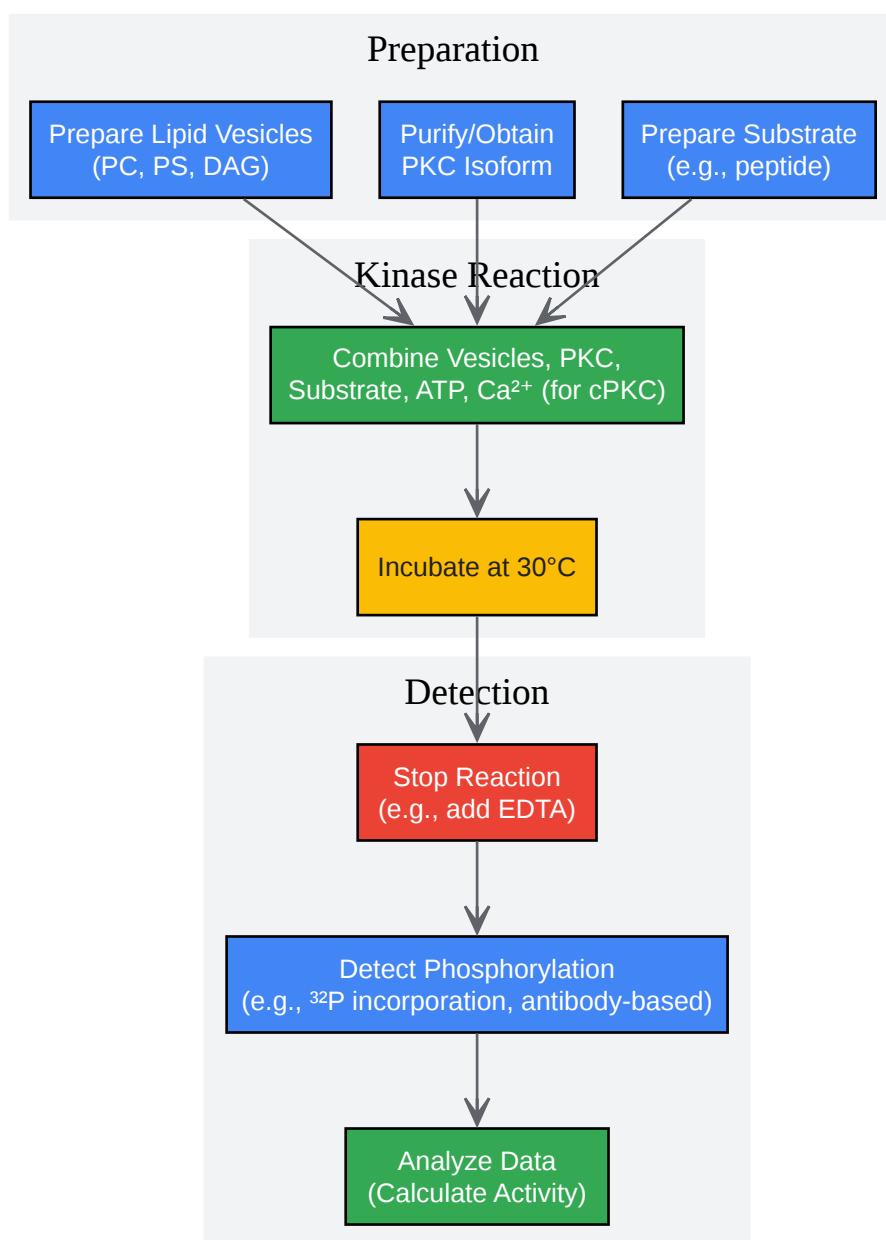 Preparation
Prepare Lipid Vesicles
(PC, PS, DAG)
Purify/Obtain
PKC Isoform
Prepare Substrate
(e.g., peptide)
Kinase Reaction
Combine Vesicles, PKC,
Substrate, ATP, Ca²⁺ (for cPKC)
Incubate at 30°C
Detection
Stop Reaction
(e.g., add EDTA)
Detect Phosphorylation
(e.g., ³²P incorporation, antibody-based)
Analyze Data
(Calculate Activity)